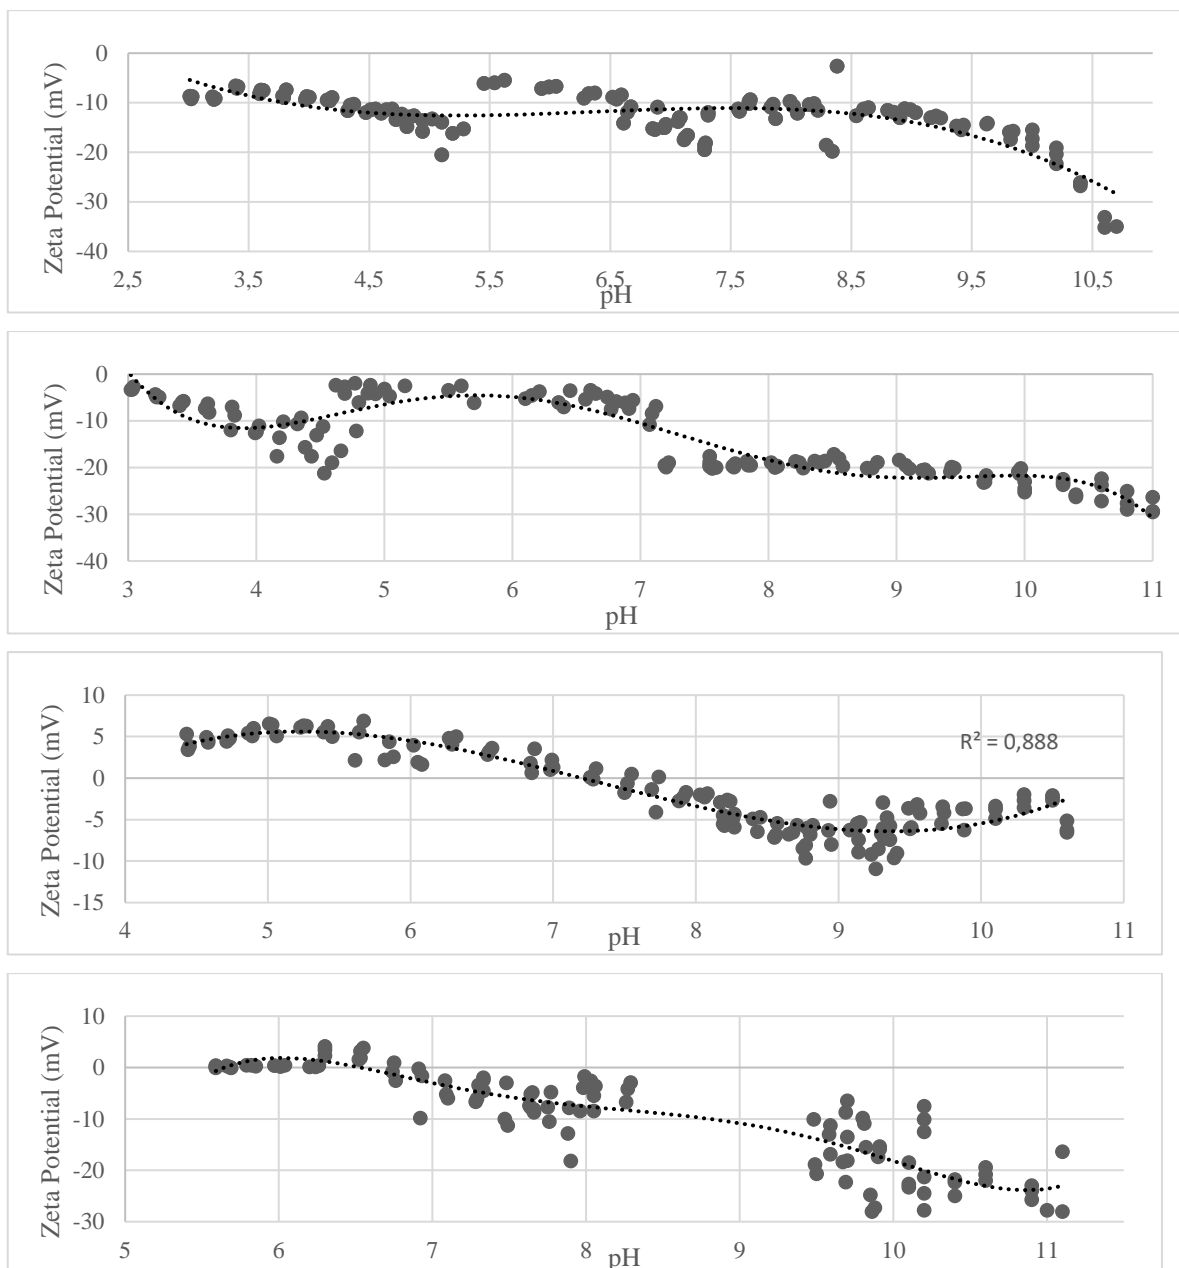 0
-10
-20
-30
-40
2,5 3,5 4,5 5,5 6,5 7,5 8,5 9,5 10,5
Zeta Potential (mV)
pH
0
-10
-20
-30
-40
3 4 5 6 7 8 9 10 11
Zeta Potential (mV)
pH
10
5
0
-5
-10
-15
4 5 6 7 8 9 10 11
Zeta Potential (mV)
pH
R² = 0,888
10
0
-10
-20
-30
5 6 7 8 9 10 11
Zeta Potential (mV)
pH